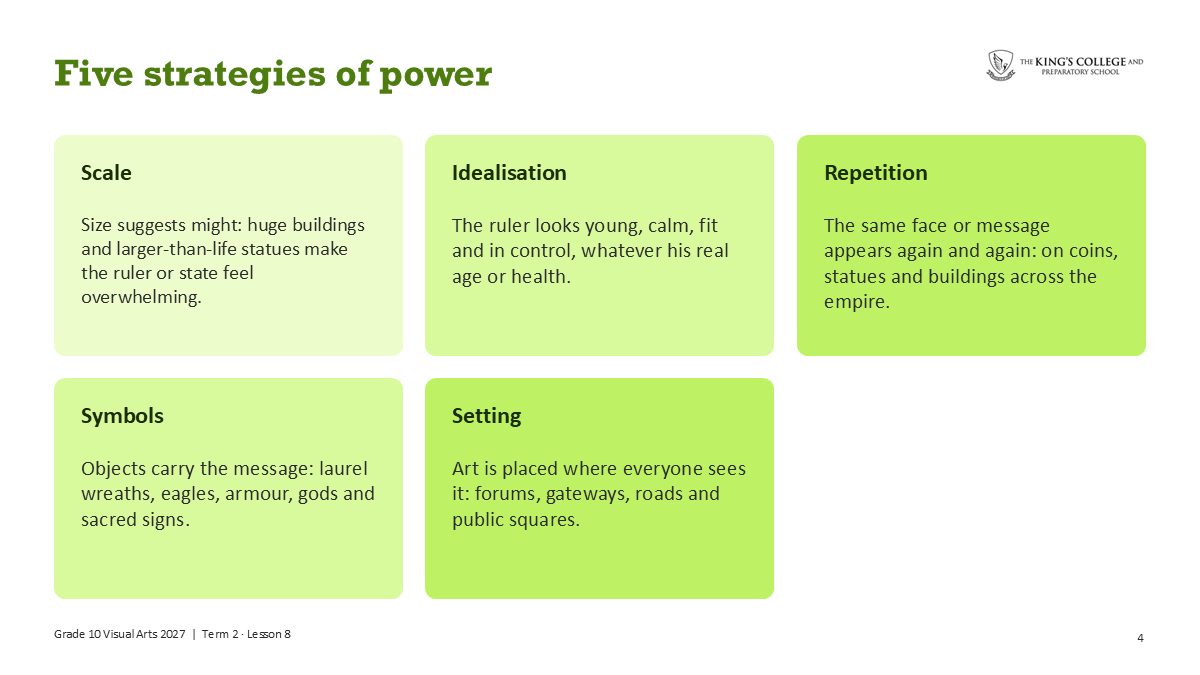 Five strategies of power
THE KING'S COLLEGE AND
PREPARATORY SCHOOL
Scale
Size suggests might: huge buildings
and larger-than-life statues make
the ruler or state feel
overwhelming.
Idealisation
The ruler looks young, calm, fit
and in control, whatever his real
age or health.
Repetition
The same face or message
appears again and again: on coins,
statues and buildings across the
empire.
Symbols
Objects carry the message: laurel
wreaths, eagles, armour, gods and
sacred signs.
Setting
Art is placed where everyone sees
it: forums, gateways, roads and
public squares.
Grade 10 Visual Arts 2027 | Term 2 · Lesson 8
4